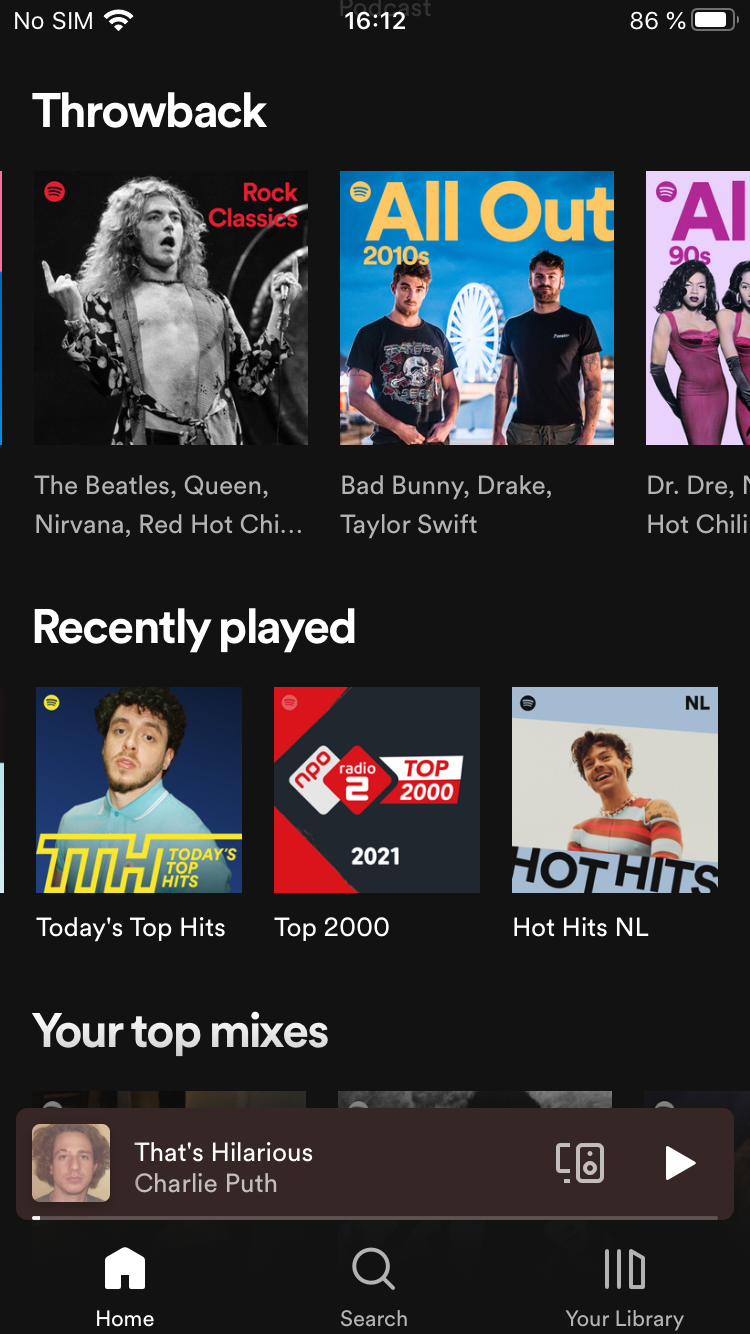 Podcast
No SIM 16:12 86 %
Throwback
Rock
Classics
All Out
2010s
Al
90s
The Beatles, Queen,
Nirvana, Red Hot Chi...
Bad Bunny, Drake,
Taylor Swift
Dr. Dre, N
Hot Chili
Recently played
TTH TODAY'S
TOP
HITS
npo radio
2
TOP
2000
2021
NL
HOT HITS
Today's Top Hits
Top 2000
Hot Hits NL
Your top mixes
That's Hilarious
Charlie Puth
Home
Search
Your Library